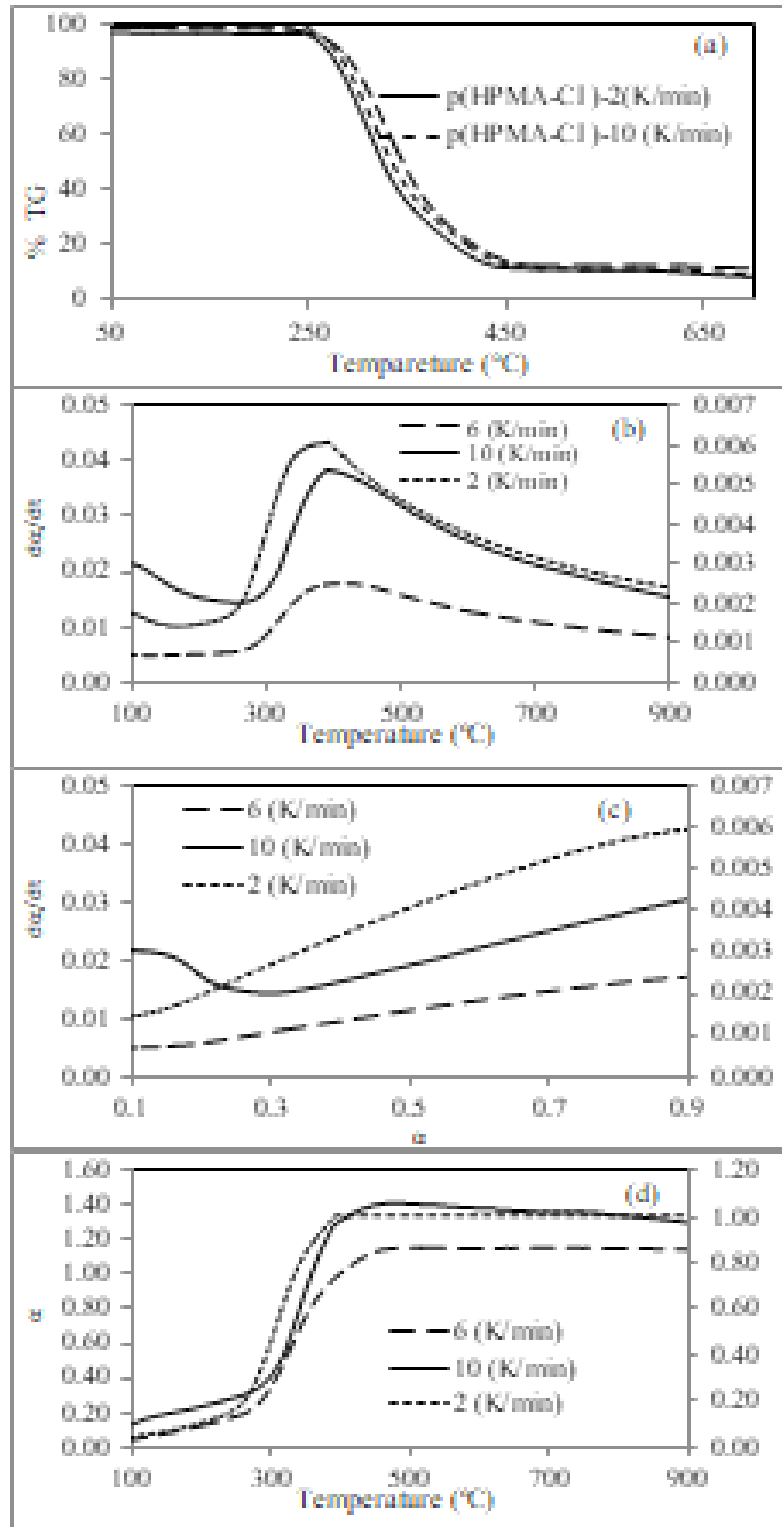 (a)
100
80
60
40
20
0
% TG
p(HPMA-C1)-2(K/min)
p(HPMA-C1)-10 (K/min)
50 250 450 650
Tempareture (°C)
(b)
0.05 0.007
0.04 0.006
0.03 0.005
0.02 0.004
0.01 0.003
0.00 0.002
0.001
0.000
6 (K/min)
10 (K/min)
2 (K/min)
100 300 500 700 900
Temperature (°C)
(c)
0.05 0.007
0.04 0.006
0.03 0.005
0.02 0.004
0.01 0.003
0.00 0.002
0.001
0.000
6 (K/min)
10 (K/min)
2 (K/min)
0.1 0.3 0.5 0.7 0.9
α
(d)
1.60 1.20
1.40 1.00
1.20 0.80
1.00 0.60
0.80 0.40
0.60 0.20
0.40 0.00
0.20
0.00
α
6 (K/min)
10 (K/min)
2 (K/min)
100 300 500 700 900
Temperature (°C)